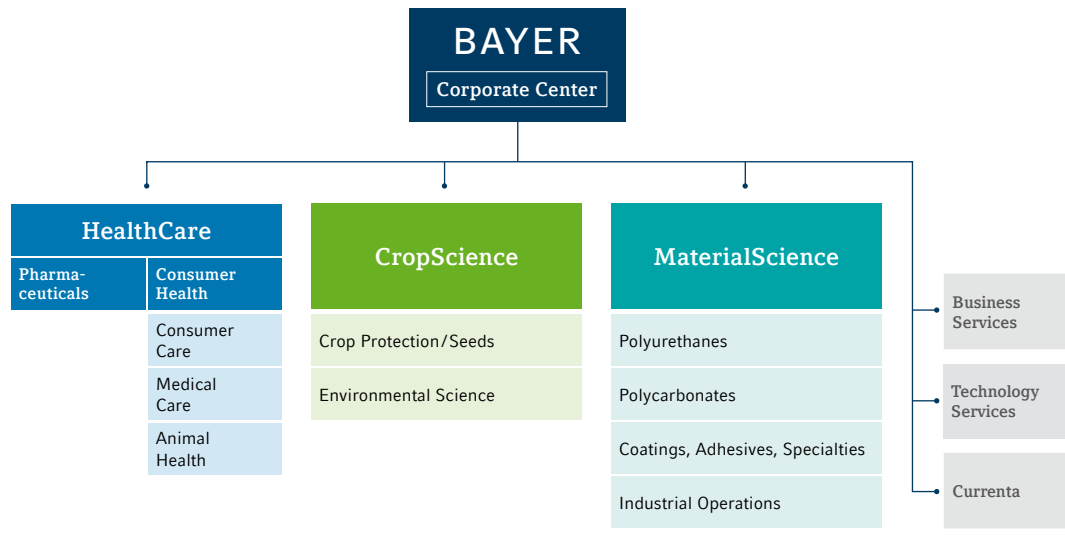 BAYER
Corporate Center
HealthCare
Pharma-
ceuticals
Consumer
Health
Consumer
Care
Medical
Care
Animal
Health
CropScience
Crop Protection/Seeds
Environmental Science
MaterialScience
Polyurethanes
Polycarbonates
Coatings, Adhesives, Specialties
Industrial Operations
Business
Services
Technology
Services
Currenta